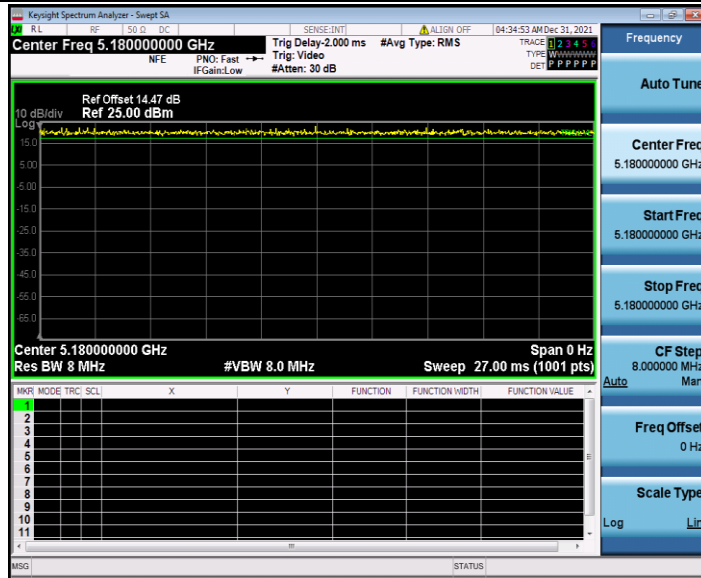 Keysight Spectrum Analyzer - Swept SA
RL RF 50 Ω DC SENSE:INT ALIGN OFF 04:34:53 AM Dec 31, 2021
Center Freq 5.180000000 GHz
NFE
PNO: Fast
IFGain:Low
Trig Delay-2.000 ms
Trig: Video
#Atten: 30 dB
#Avg Type: RMS
TRACE 1 2 3 4 5 6
TYPE WWWWWW
DET P P P P P P
Ref Offset 14.47 dB
10 dB/div Ref 25.00 dBm
Log
15.0
5.00
-5.00
-15.0
-25.0
-35.0
-45.0
-55.0
-65.0
Center 5.180000000 GHz Span 0 Hz
Res BW 8 MHz #VBW 8.0 MHz Sweep 27.00 ms (1001 pts)
MKR MODE TRC SCL X Y FUNCTION FUNCTION WIDTH FUNCTION VALUE
1
2
3
4
5
6
7
8
9
10
11
MSG STATUS
Frequency
Auto Tune
Center Freq
5.180000000 GHz
Start Freq
5.180000000 GHz
Stop Freq
5.180000000 GHz
CF Step
8.000000 MHz
Auto Man
Freq Offset
0 Hz
Scale Type
Log Lin